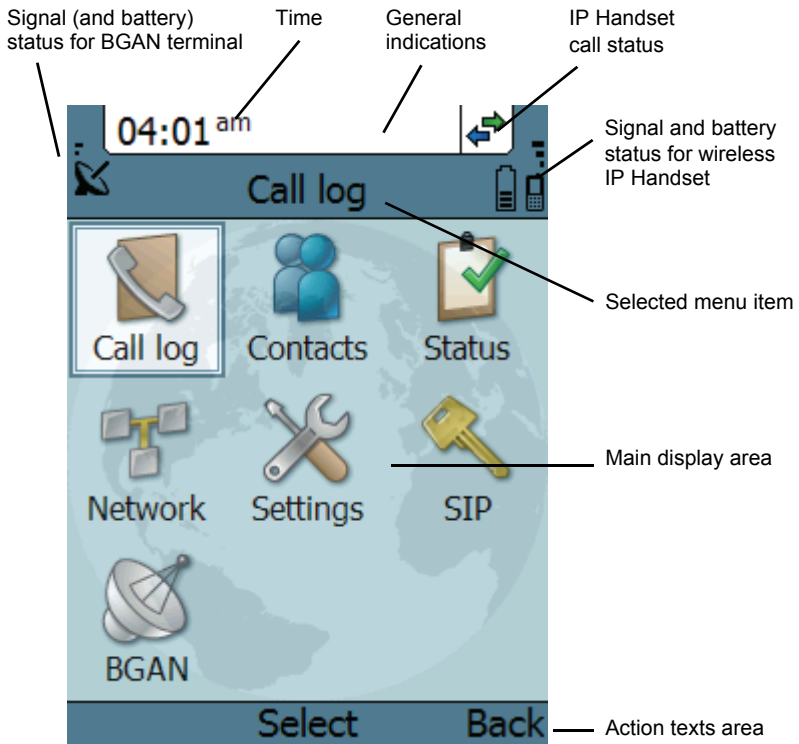 Signal (and battery)
status for BGAN terminal
Time
General
indications
IP Handset
call status
04:01 am
Signal and battery
status for wireless
IP Handset
Call log
Selected menu item
Call log
Contacts
Status
Main display area
Network
Settings
SIP
BGAN
Select
Back
Action texts area